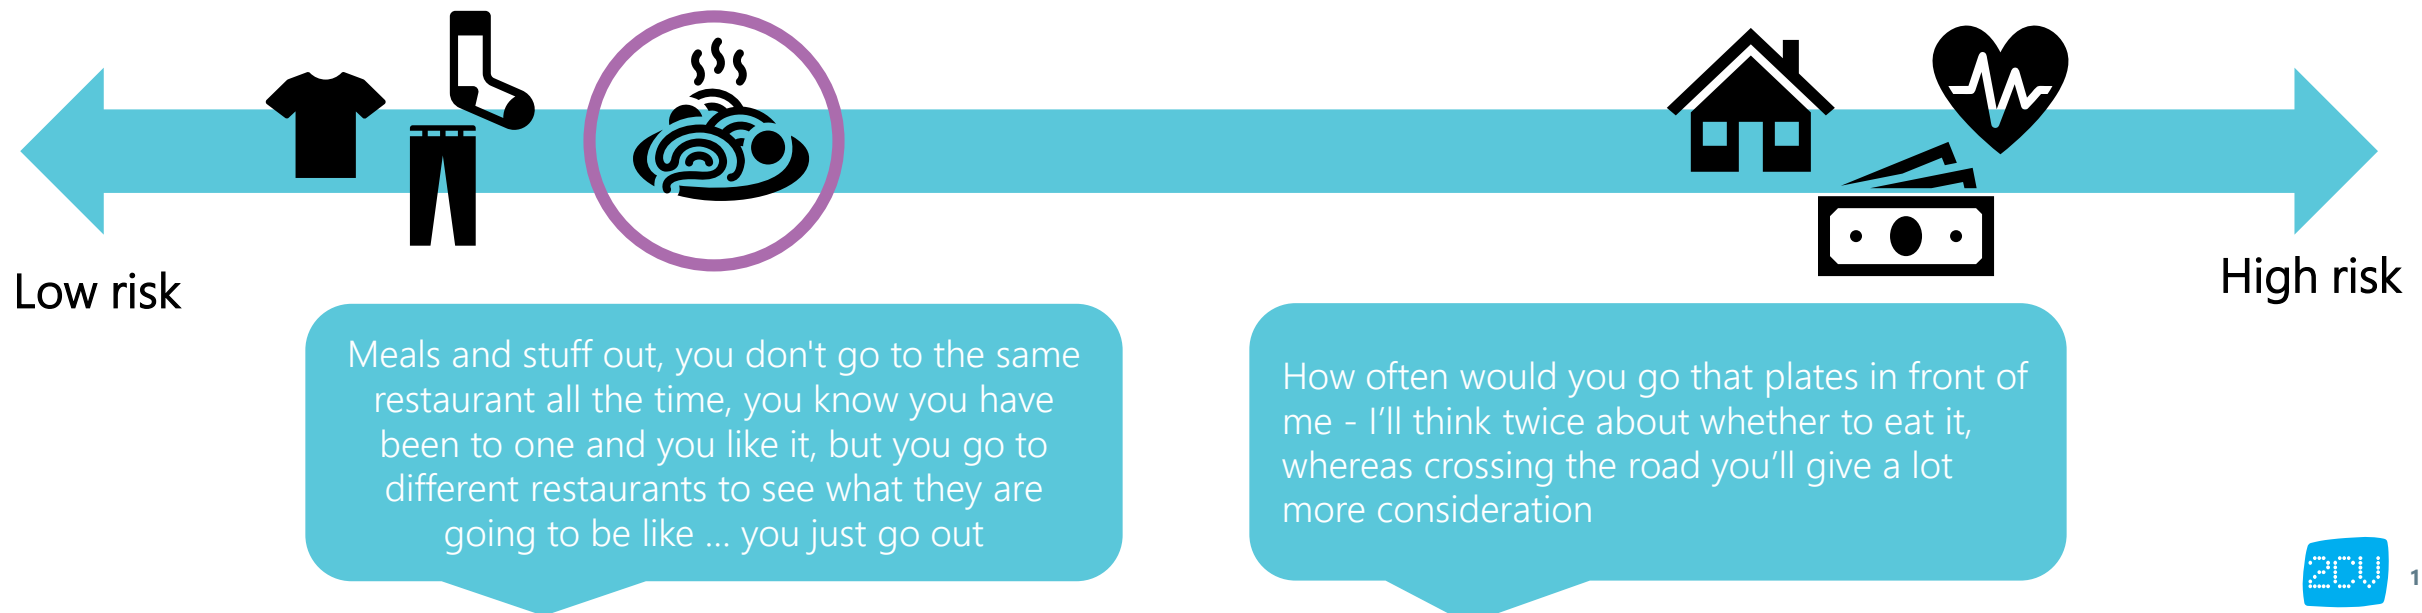 Low risk
High risk
Meals and stuff out, you don't go to the same
restaurant all the time, you know you have
been to one and you like it, but you go to
different restaurants to see what they are
going to be like ... you just go out
How often would you go that plates in front of
me - I’ll think twice about whether to eat it,
whereas crossing the road you’ll give a lot
more consideration
2CV
1